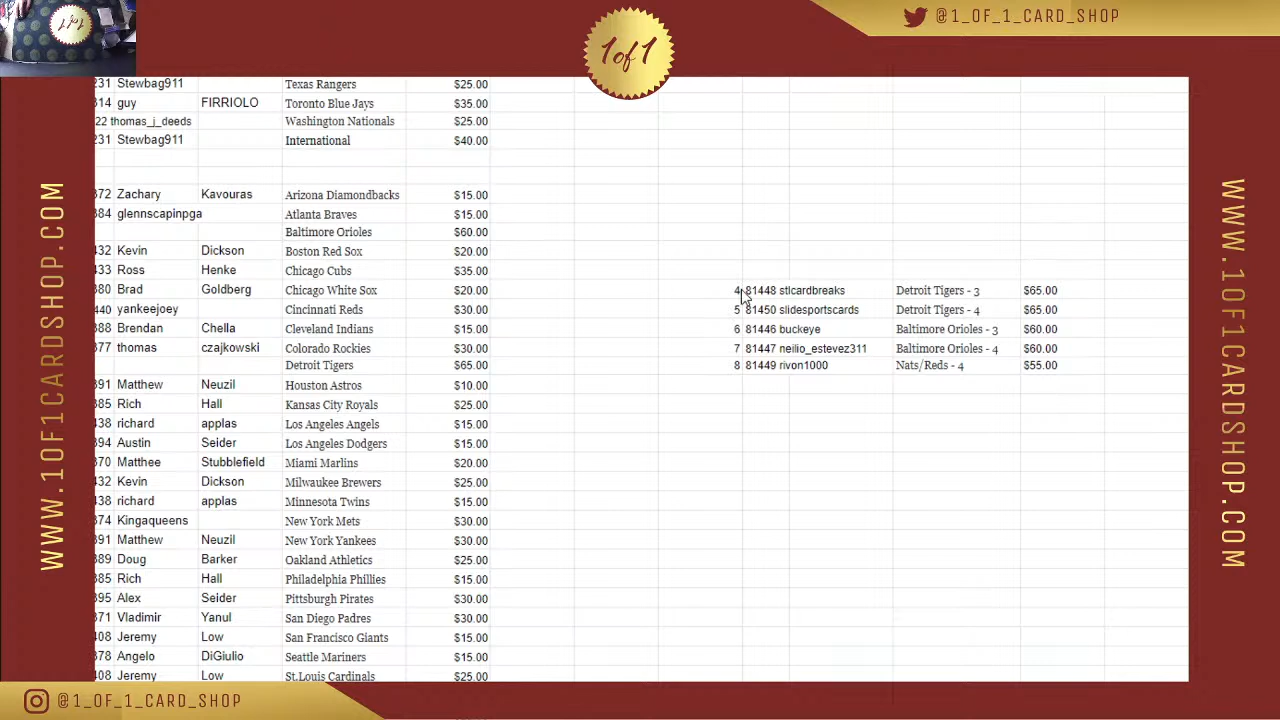 1of1
1of1
@1_OF_1_CARD_SHOP
WWW.1OF1CARDSHOP.COM
231 Stewbag911 Texas Rangers $25.00
314 guy FIRRIOLO Toronto Blue Jays $35.00
22 thomas_j_deeds Washington Nationals $25.00
231 Stewbag911 International $40.00
372 Zachary Kavouras Arizona Diamondbacks $15.00
384 glennscapinpga Atlanta Braves $15.00
Baltimore Orioles $60.00
432 Kevin Dickson Boston Red Sox $20.00
433 Ross Henke Chicago Cubs $35.00
380 Brad Goldberg Chicago White Sox $20.00 4 81448 stlcardbreaks Detroit Tigers - 3 $65.00
440 yankeejoey Cincinnati Reds $30.00 5 81450 slidesportscards Detroit Tigers - 4 $65.00
388 Brendan Chella Cleveland Indians $15.00 6 81446 buckeye Baltimore Orioles - 3 $60.00
377 thomas czajkowski Colorado Rockies $30.00 7 81447 neilio_estevez311 Baltimore Orioles - 4 $60.00
Detroit Tigers $65.00 8 81449 rivon1000 Nats/Reds - 4 $55.00
391 Matthew Neuzil Houston Astros $10.00
385 Rich Hall Kansas City Royals $25.00
438 richard applas Los Angeles Angels $15.00
394 Austin Seider Los Angeles Dodgers $15.00
370 Matthee Stubblefield Miami Marlins $20.00
432 Kevin Dickson Milwaukee Brewers $25.00
438 richard applas Minnesota Twins $15.00
374 Kingaqueens New York Mets $30.00
391 Matthew Neuzil New York Yankees $30.00
389 Doug Barker Oakland Athletics $25.00
385 Rich Hall Philadelphia Phillies $15.00
395 Alex Seider Pittsburgh Pirates $30.00
371 Vladimir Yanul San Diego Padres $30.00
408 Jeremy Low San Francisco Giants $15.00
378 Angelo DiGiulio Seattle Mariners $15.00
408 Jeremy Low St.Louis Cardinals $25.00
WWW.1OF1CARDSHOP.COM
@1_OF_1_CARD_SHOP